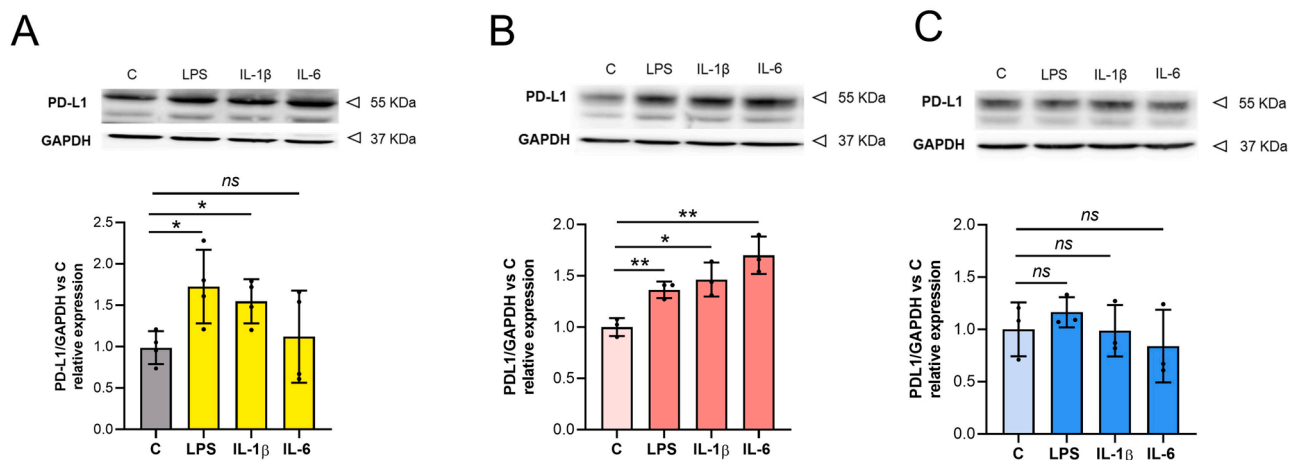 A
C LPS IL-1β IL-6
PD-L1 55 KDa
GAPDH 37 KDa
ns
*
*
PD-L1/GAPDH vs C
relative expression
2.5
2.0
1.5
1.0
0.5
0.0
C LPS IL-1β IL-6
B
C LPS IL-1β IL-6
PD-L1 55 KDa
GAPDH 37 KDa
**
*
**
PDL1/GAPDH vs C
relative expression
2.0
1.5
1.0
0.5
0.0
C LPS IL-1β IL-6
C
C LPS IL-1β IL-6
PD-L1 55 KDa
GAPDH 37 KDa
ns
ns
ns
PDL1/GAPDH vs C
relative expression
2.0
1.5
1.0
0.5
0.0
C LPS IL-1β IL-6